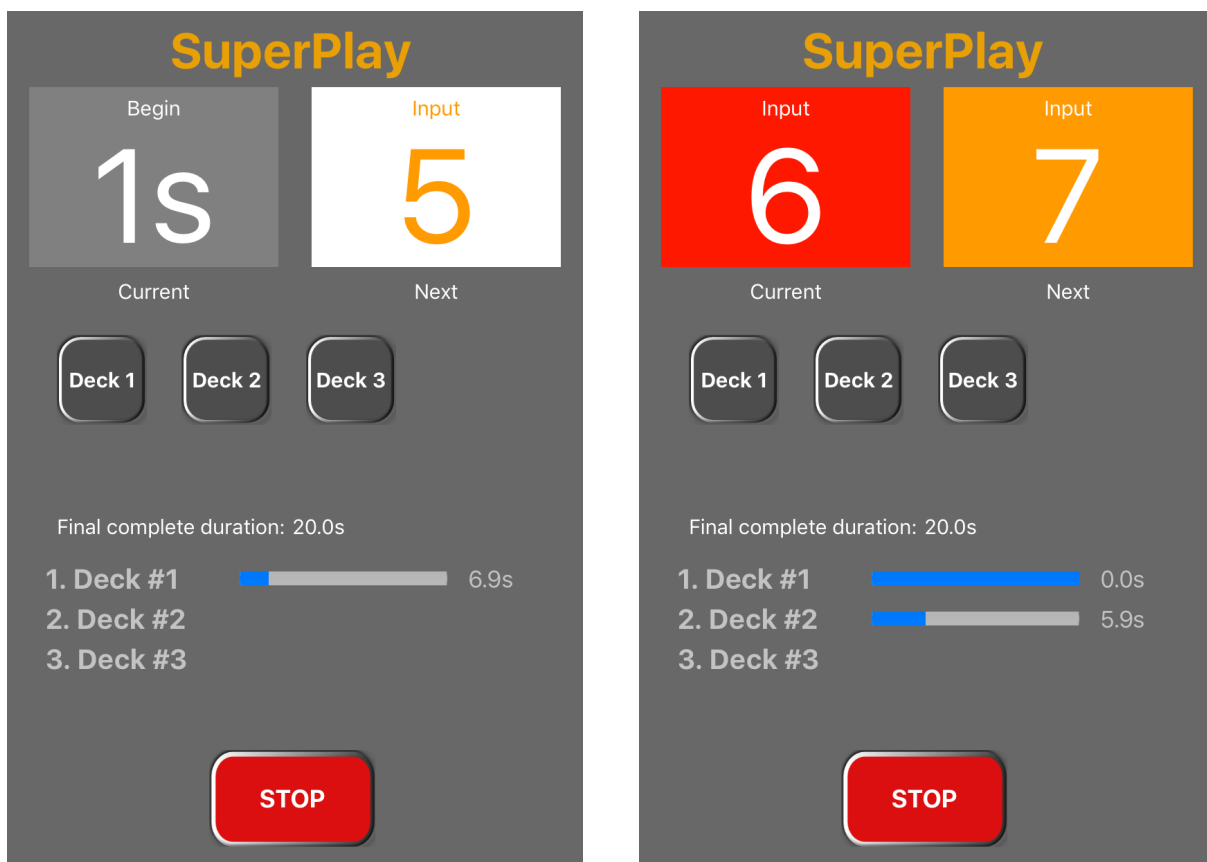 SuperPlay
Begin
Input
1s
5
Current
Next
Deck 1
Deck 2
Deck 3
Final complete duration: 20.0s
1. Deck #1
6.9s
2. Deck #2
3. Deck #3
STOP
SuperPlay
Input
Input
6
7
Current
Next
Deck 1
Deck 2
Deck 3
Final complete duration: 20.0s
1. Deck #1
0.0s
2. Deck #2
5.9s
3. Deck #3
STOP